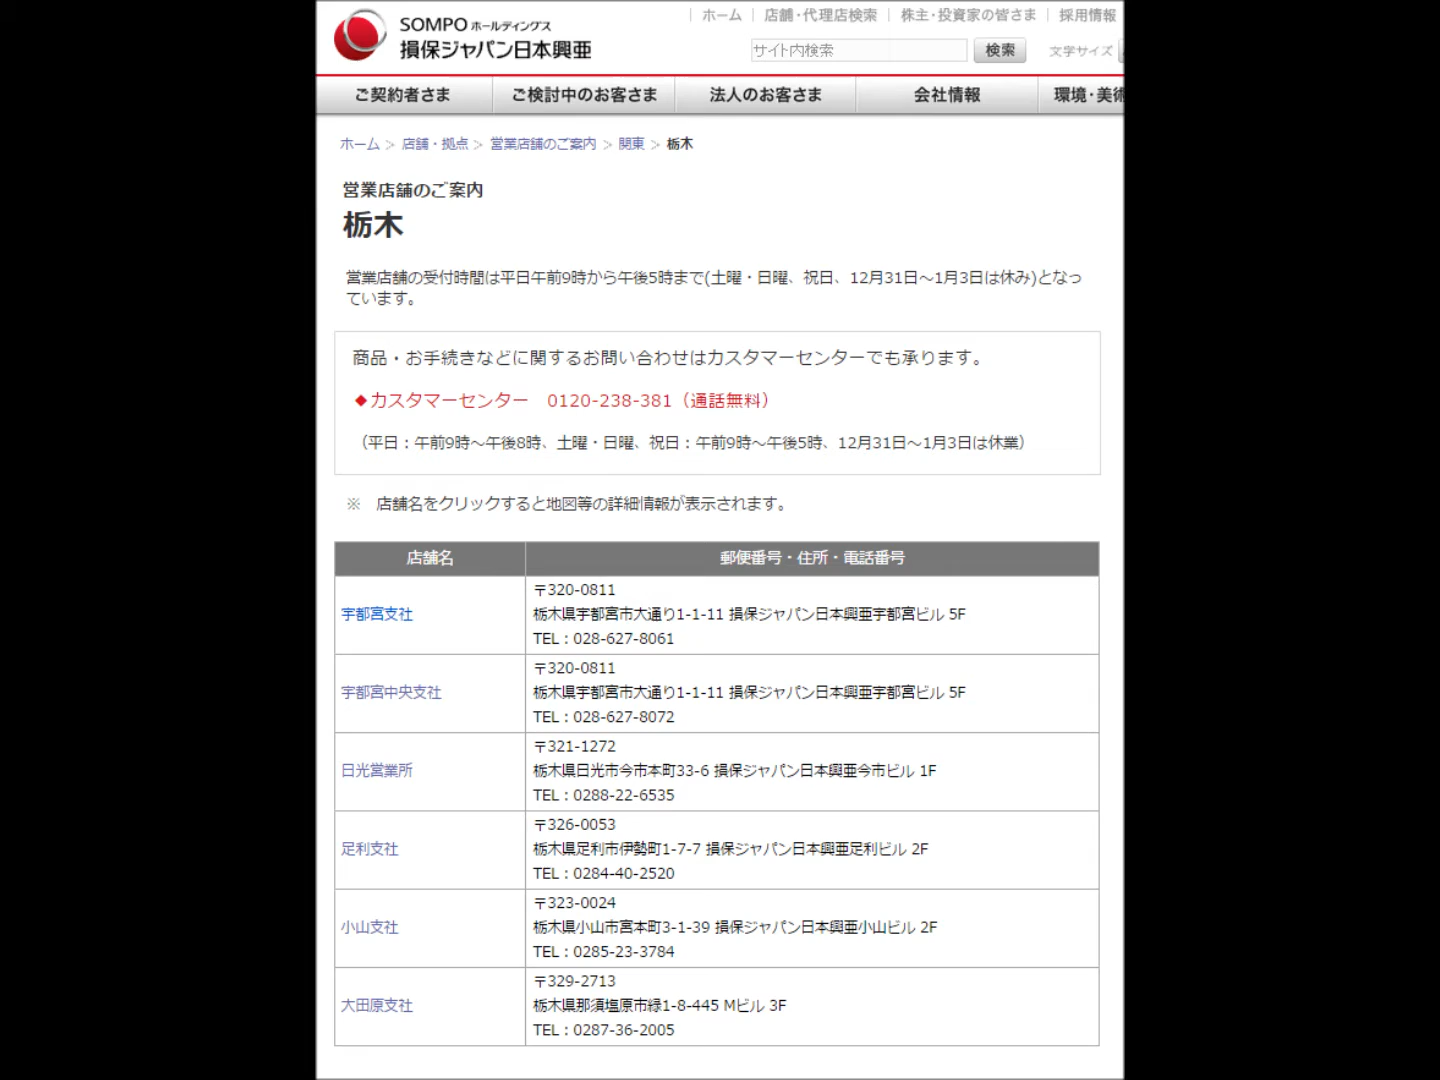 SOMPO ホールディングス
損保ジャパン日本興亜
ホーム 店舗・代理店検索 株主・投資家の皆さま 採用情報
サイト内検索 検索 文字サイズ
ご契約者さま ご検討中のお客さま 法人のお客さま 会社情報 環境・美術
ホーム > 店舗・拠点 > 営業店舗のご案内 > 関東 > 栃木
営業店舗のご案内
栃木
営業店舗の受付時間は平日午前9時から午後5時まで(土曜・日曜、祝日、12月31日～1月3日は休み)となっ
ています。
商品・お手続きなどに関するお問い合わせはカスタマーセンターでも承ります。
◆カスタマーセンター 0120-238-381（通話無料）
（平日：午前9時～午後8時、土曜・日曜、祝日：午前9時～午後5時、12月31日～1月3日は休業）
※ 店舗名をクリックすると地図等の詳細情報が表示されます。
店舗名 郵便番号・住所・電話番号
〒320-0811
宇都宮支社 栃木県宇都宮市大通り1-1-11 損保ジャパン日本興亜宇都宮ビル 5F
TEL：028-627-8061
〒320-0811
宇都宮中央支社 栃木県宇都宮市大通り1-1-11 損保ジャパン日本興亜宇都宮ビル 5F
TEL：028-627-8072
〒321-1272
日光営業所 栃木県日光市今市本町33-6 損保ジャパン日本興亜今市ビル 1F
TEL：0288-22-6535
〒326-0053
足利支社 栃木県足利市伊勢町1-7-7 損保ジャパン日本興亜足利ビル 2F
TEL：0284-40-2520
〒323-0024
小山支社 栃木県小山市宮本町3-1-39 損保ジャパン日本興亜小山ビル 2F
TEL：0285-23-3784
〒329-2713
大田原支社 栃木県那須塩原市緑1-8-445 Mビル 3F
TEL：0287-36-2005